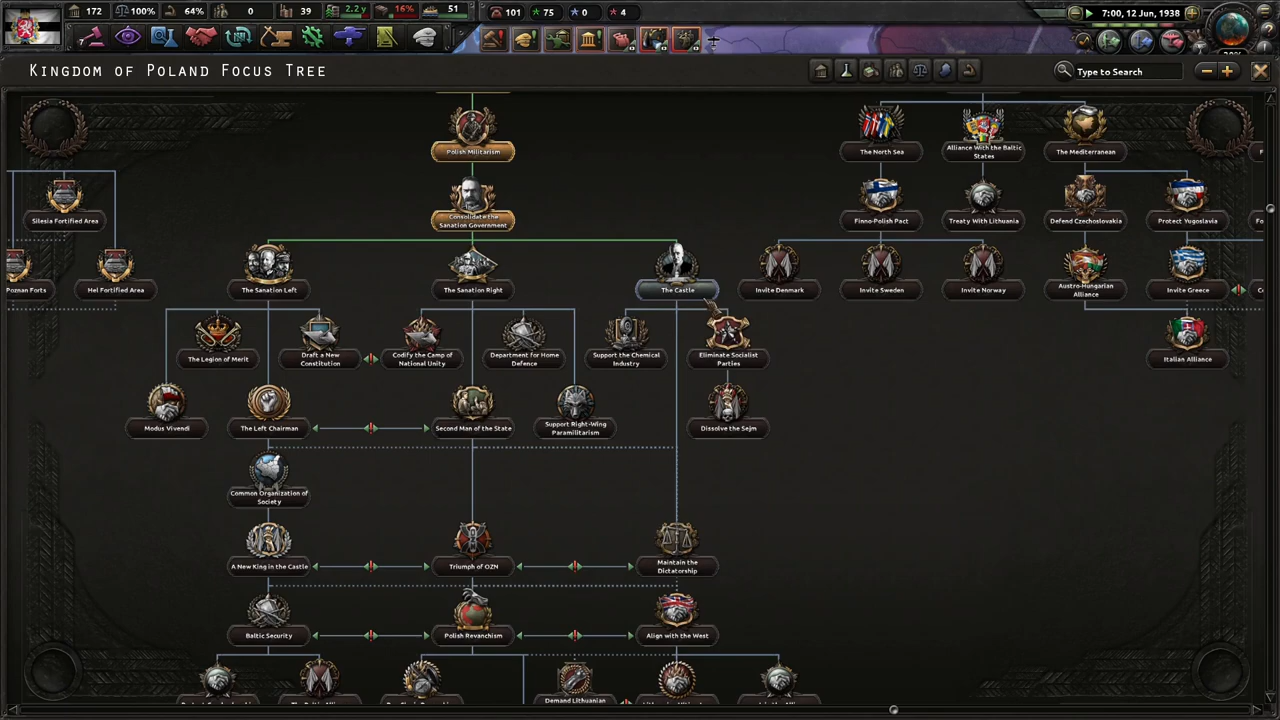 172
100%
64%
0
39
2.2 y
16%
51
101
75
0
4
7:00, 12 Jun, 1938
Kingdom of Poland Focus Tree
Type to Search
Polish Militarism
Consolidate the
Sanation Government
The North Sea
Alliance With the Baltic
States
The Mediterranean
Silesia Fortified Area
Finno-Polish Pact
Treaty With Lithuania
Defend Czechoslovakia
Protect Yugoslavia
Poznan Forts
Hel Fortified Area
The Sanation Left
The Sanation Right
The Castle
Invite Denmark
Invite Sweden
Invite Norway
Austro-Hungarian
Alliance
Invite Greece
The Legion of Merit
Draft a New
Constitution
Codify the Camp of
National Unity
Department for Home
Defence
Support the Chemical
Industry
Eliminate Socialist
Parties
Italian Alliance
Modus Vivendi
The Left Chairman
Second Man of the State
Support Right-Wing
Paramilitarism
Dissolve the Sejm
Common Organization of
Society
A New King in the Castle
Triumph of OZN
Maintain the
Dictatorship
Baltic Security
Polish Revanchism
Align with the West
Demand Lithuanian